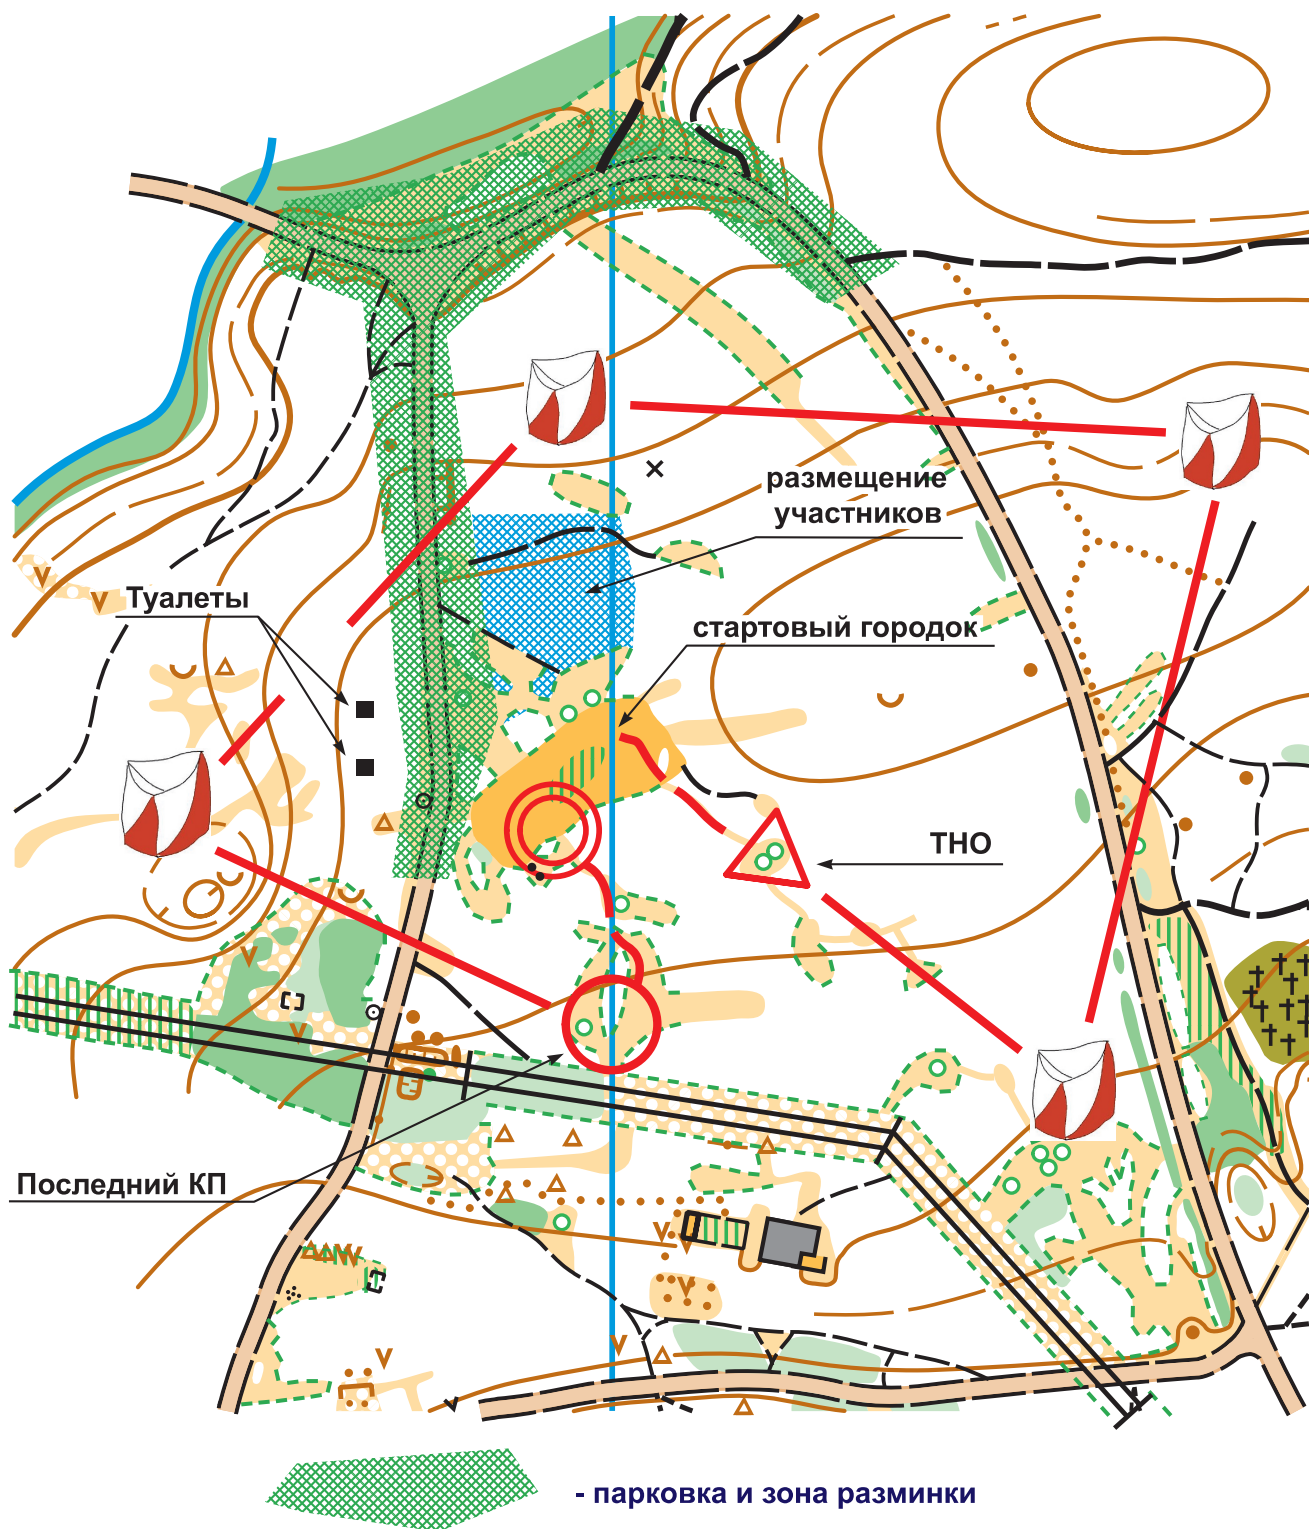 размещение
участников
Туалеты
стартовый городок
ТНО
Последний КП
- парковка и зона разминки